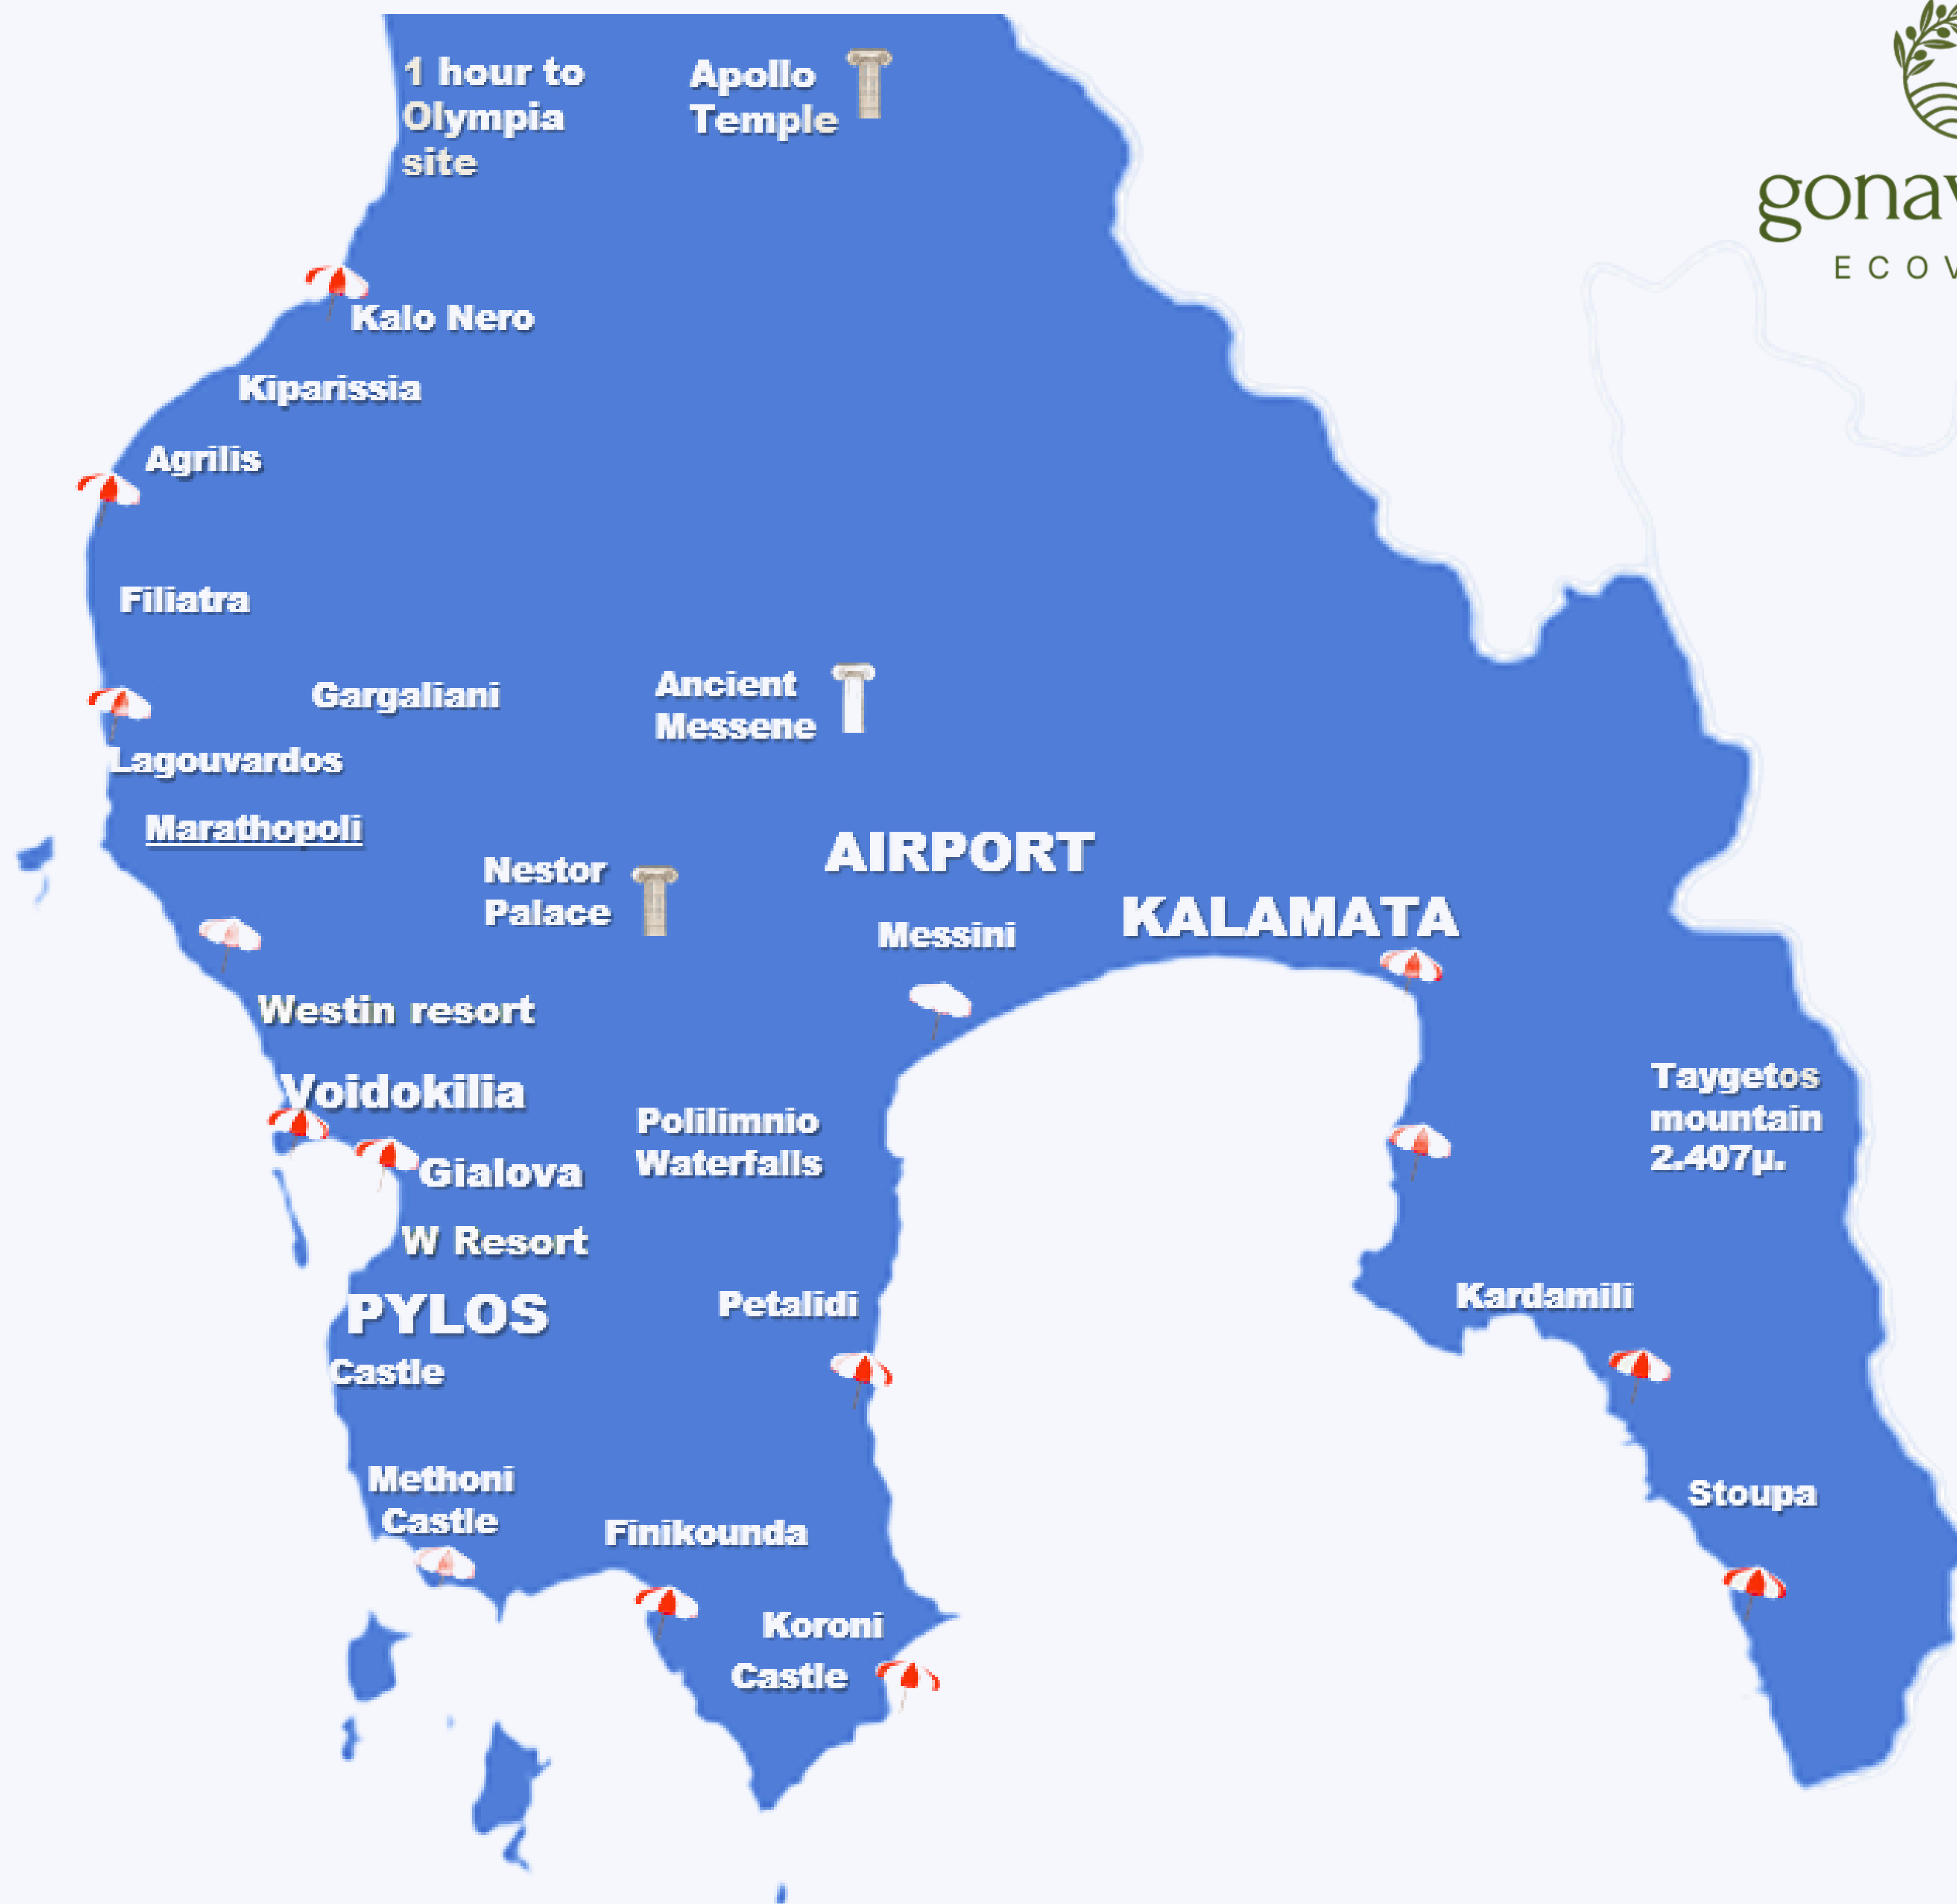 1 hour to
Olympia
site
Apollo
Temple
Kalo Nero
Kiparissia
Agrilis
Filiatra
Gargaliani
Ancient
Messene
Lagouvardos
Marathopoli
AIRPORT
Nestor
Palace
KALAMATA
Messini
Westin resort
Voidokilia
Polilimnio
Waterfalls
Taygetos
mountain
2.407μ.
Gialova
W Resort
PYLOS
Petalidi
Kardamili
Castle
Methoni
Castle
Finikounda
Stoupa
Koroni
Castle